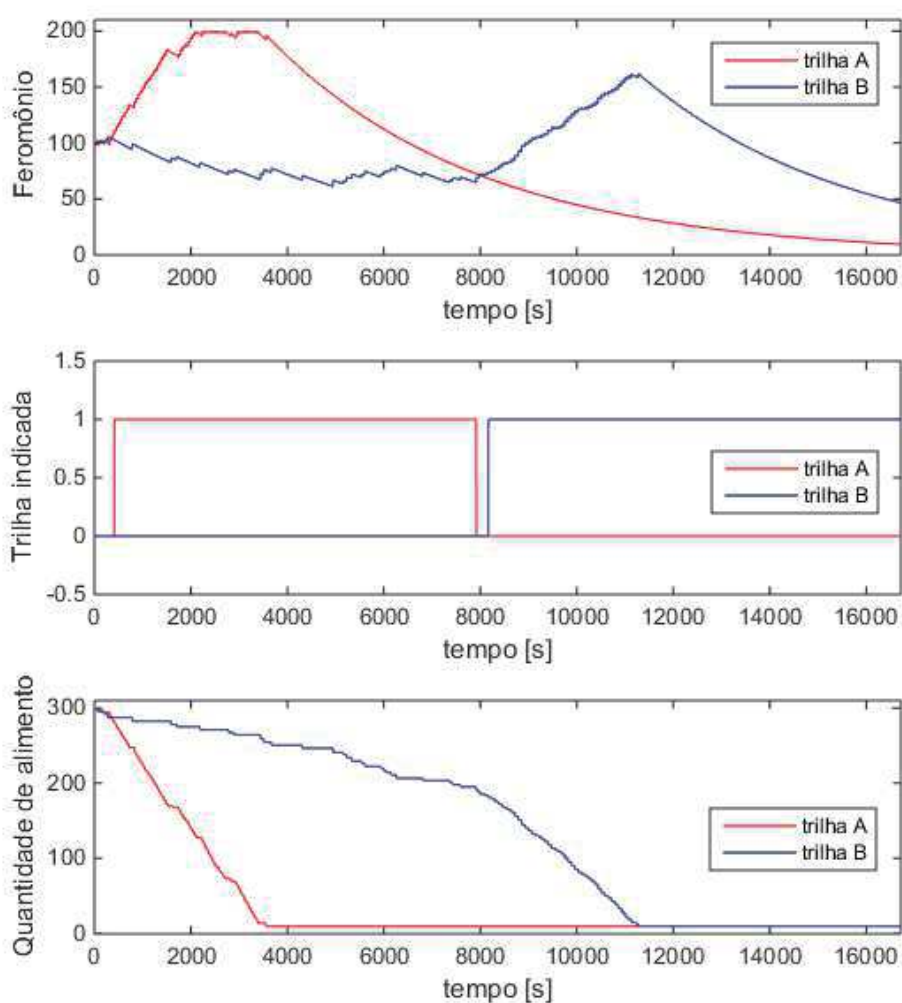 Feromônio
200
150
100
50
0
trilha A
trilha B
0 2000 4000 6000 8000 10000 12000 14000 16000
tempo [s]
Trilha indicada
1.5
1
0.5
0
-0.5
trilha A
trilha B
0 2000 4000 6000 8000 10000 12000 14000 16000
tempo [s]
Quantidade de alimento
300
200
100
0
trilha A
trilha B
0 2000 4000 6000 8000 10000 12000 14000 16000
tempo [s]